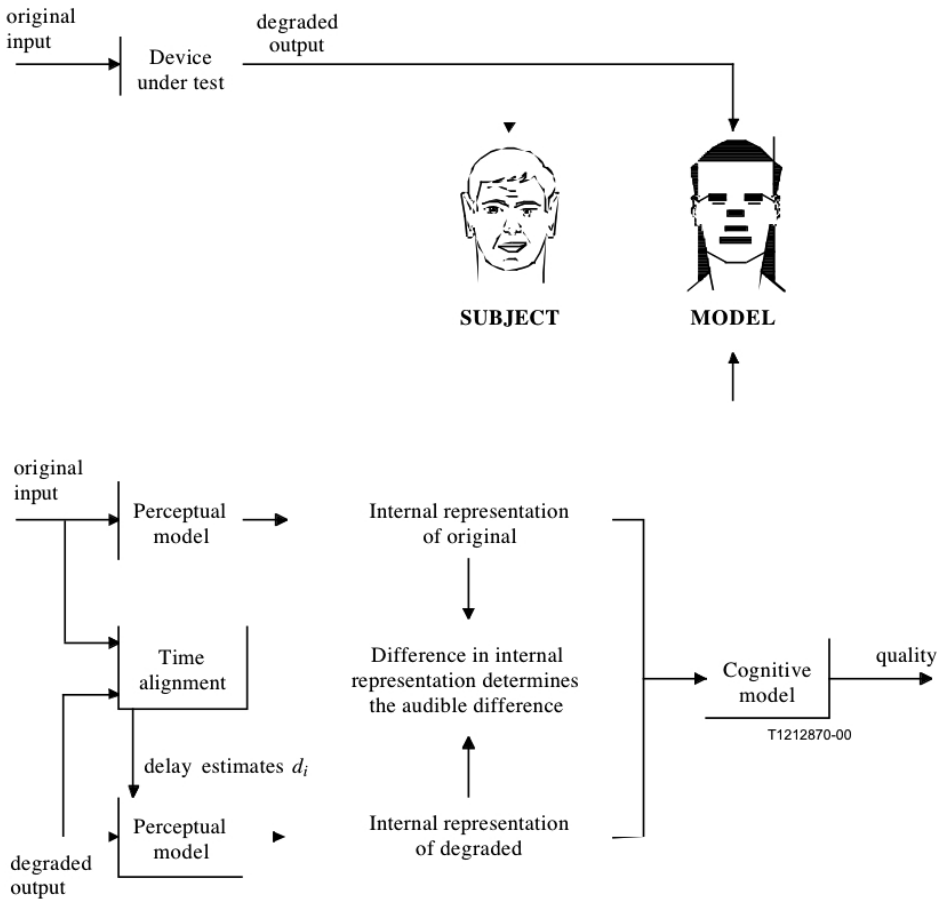 original
input
degraded
output
Device
under test
SUBJECT
MODEL
original
input
Perceptual
model
Internal representation
of original
Time
alignment
Difference in internal
representation determines
the audible difference
Cognitive
model
quality
T1212870-00
delay estimates di
Perceptual
model
Internal representation
of degraded
degraded
output